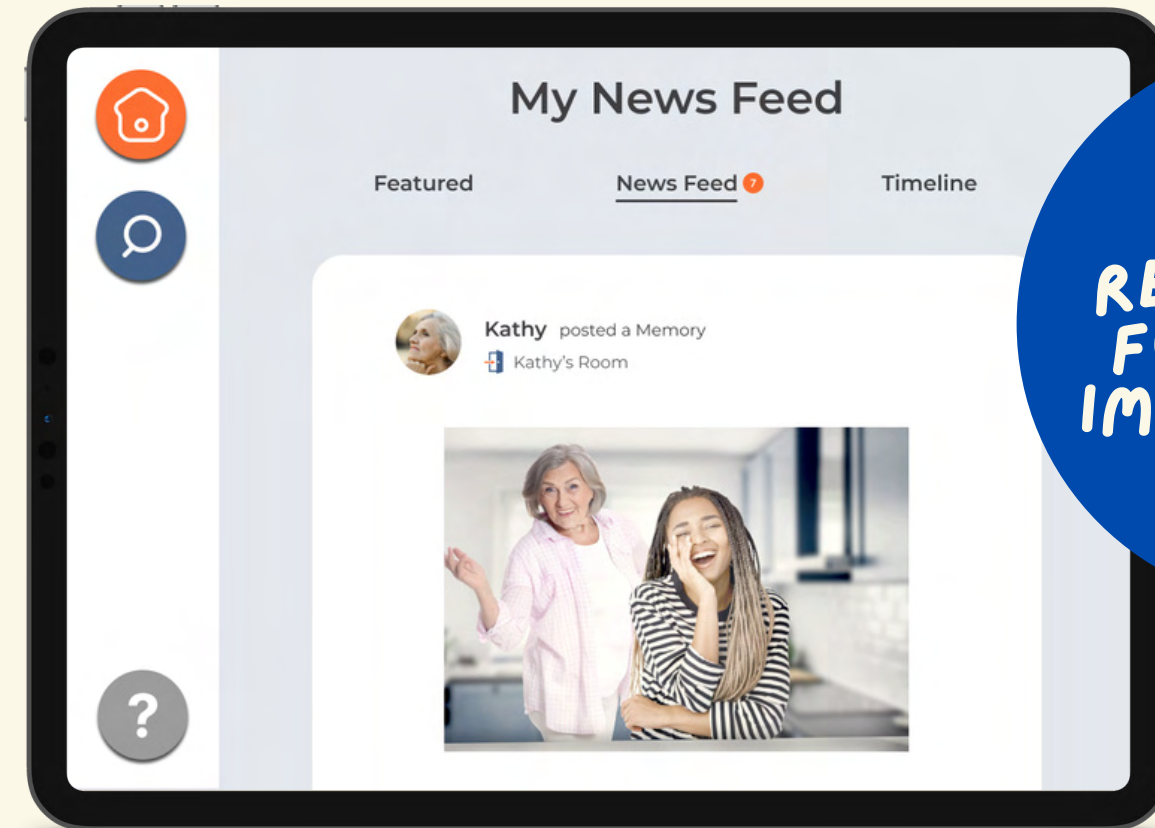 My News Feed
Featured
News Feed 7
Timeline
Kathy posted a Memory
Kathy's Room
?